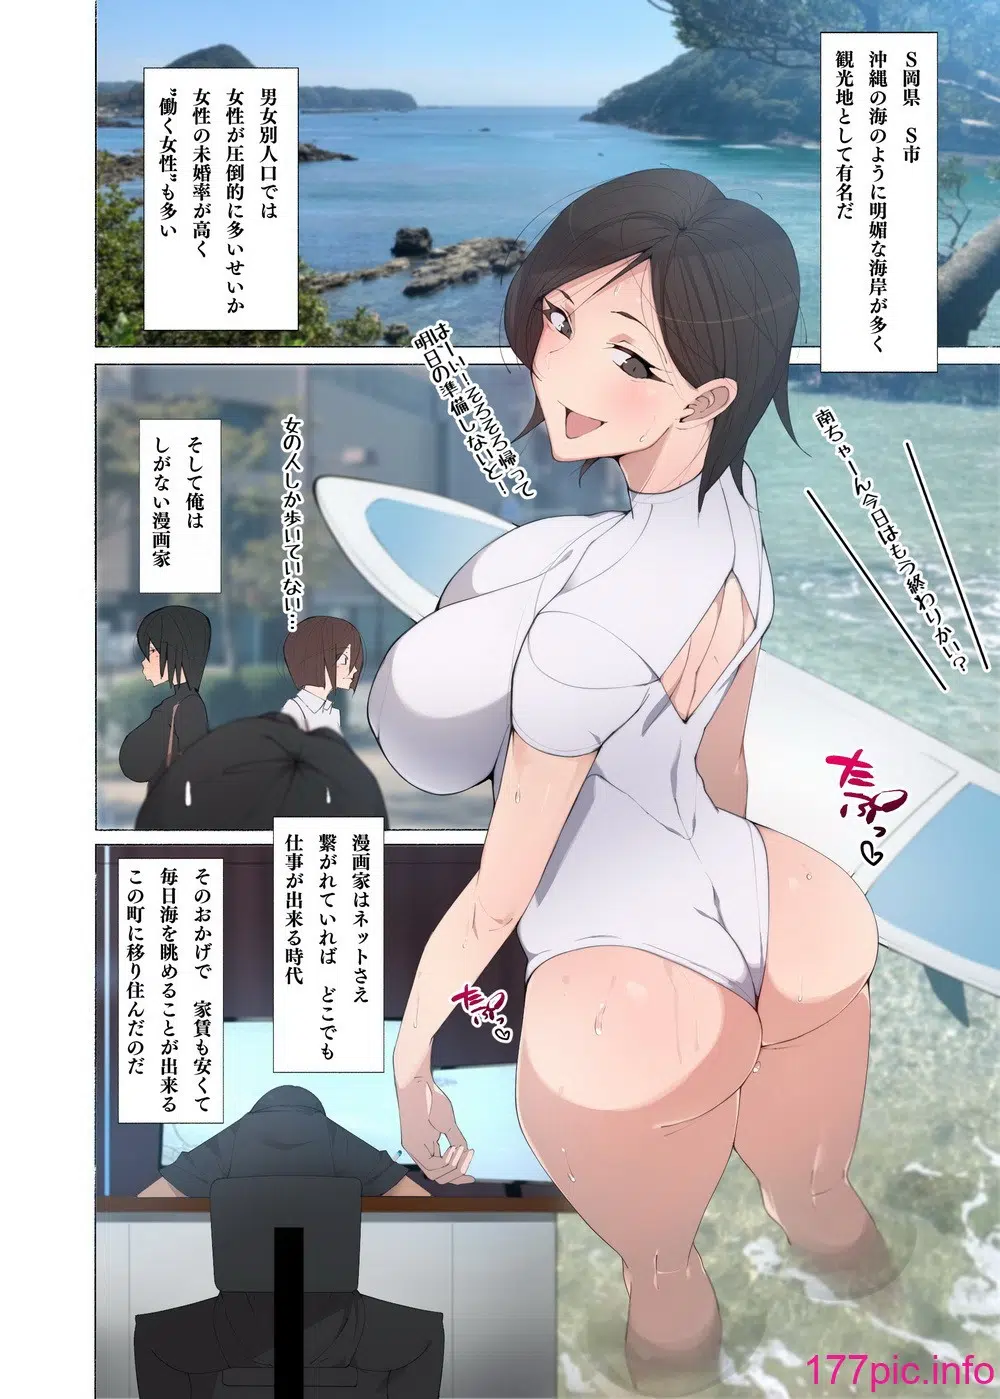 S岡県　S市
沖縄の海のように明媚な海岸が多く
観光地として有名だ
男女別人口では
女性が圧倒的に多いせいか
女性の未婚率が高く
“働く女性”も多い
南ちゃーん今日はもう終わりかい?
はーいーそろそろ帰って
明日の準備しないとー
女の人しか歩いていない…
そして俺は
しがない漫画家
たぷっ♡
たぷっ♡
漫画家はネットさえ
繋がれていれば　どこでも
仕事が出来る時代
そのおかげで　家賃も安くて
毎日海を眺めることが出来る
この町に移り住んだのだ
177pic.info